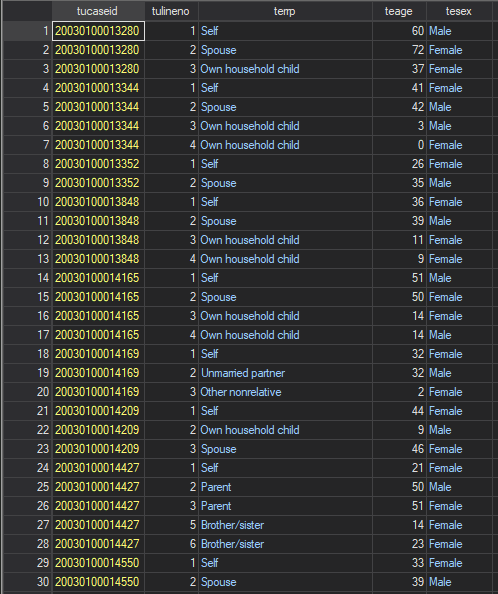 tucaseid tulineno terrp teage tesex
1 20030100013280 1 Self 60 Male
2 20030100013280 2 Spouse 72 Female
3 20030100013280 3 Own household child 37 Female
4 20030100013344 1 Self 41 Female
5 20030100013344 2 Spouse 42 Male
6 20030100013344 3 Own household child 3 Male
7 20030100013344 4 Own household child 0 Female
8 20030100013352 1 Self 26 Female
9 20030100013352 2 Spouse 35 Male
10 20030100013848 1 Self 36 Female
11 20030100013848 2 Spouse 39 Male
12 20030100013848 3 Own household child 11 Female
13 20030100013848 4 Own household child 9 Female
14 20030100014165 1 Self 51 Male
15 20030100014165 2 Spouse 50 Female
16 20030100014165 3 Own household child 14 Female
17 20030100014165 4 Own household child 14 Male
18 20030100014169 1 Self 32 Female
19 20030100014169 2 Unmarried partner 32 Male
20 20030100014169 3 Other nonrelative 2 Female
21 20030100014209 1 Self 44 Female
22 20030100014209 2 Own household child 9 Male
23 20030100014209 3 Spouse 46 Female
24 20030100014427 1 Self 21 Female
25 20030100014427 2 Parent 50 Male
26 20030100014427 3 Parent 51 Female
27 20030100014427 5 Brother/sister 14 Female
28 20030100014427 6 Brother/sister 23 Female
29 20030100014550 1 Self 33 Female
30 20030100014550 2 Spouse 39 Male